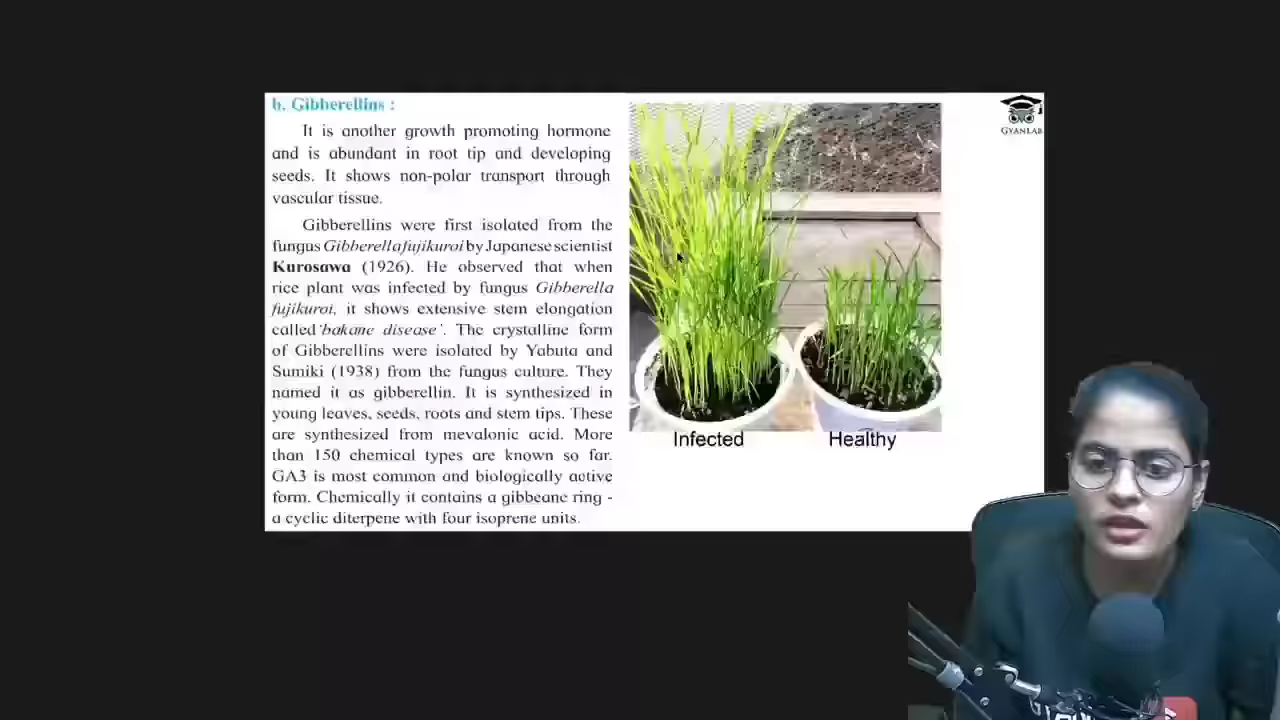 b. Gibberellins :
It is another growth promoting hormone
and is abundant in root tip and developing
seeds. It shows non-polar transport through
vascular tissue.
Gibberellins were first isolated from the
fungus Gibberella fujikuroi by Japanese scientist
Kurosawa (1926). He observed that when
rice plant was infected by fungus Gibberella
fujikuroi, it shows extensive stem elongation
called 'bakane disease'. The crystalline form
of Gibberellins were isolated by Yabuta and
Sumiki (1938) from the fungus culture. They
named it as gibberellin. It is synthesized in
young leaves, seeds, roots and stem tips. These
are synthesized from mevalonic acid. More
than 150 chemical types are known so far.
GA3 is most common and biologically active
form. Chemically it contains a gibbeane ring -
a cyclic diterpene with four isoprene units.
Infected
Healthy
GYANLAB